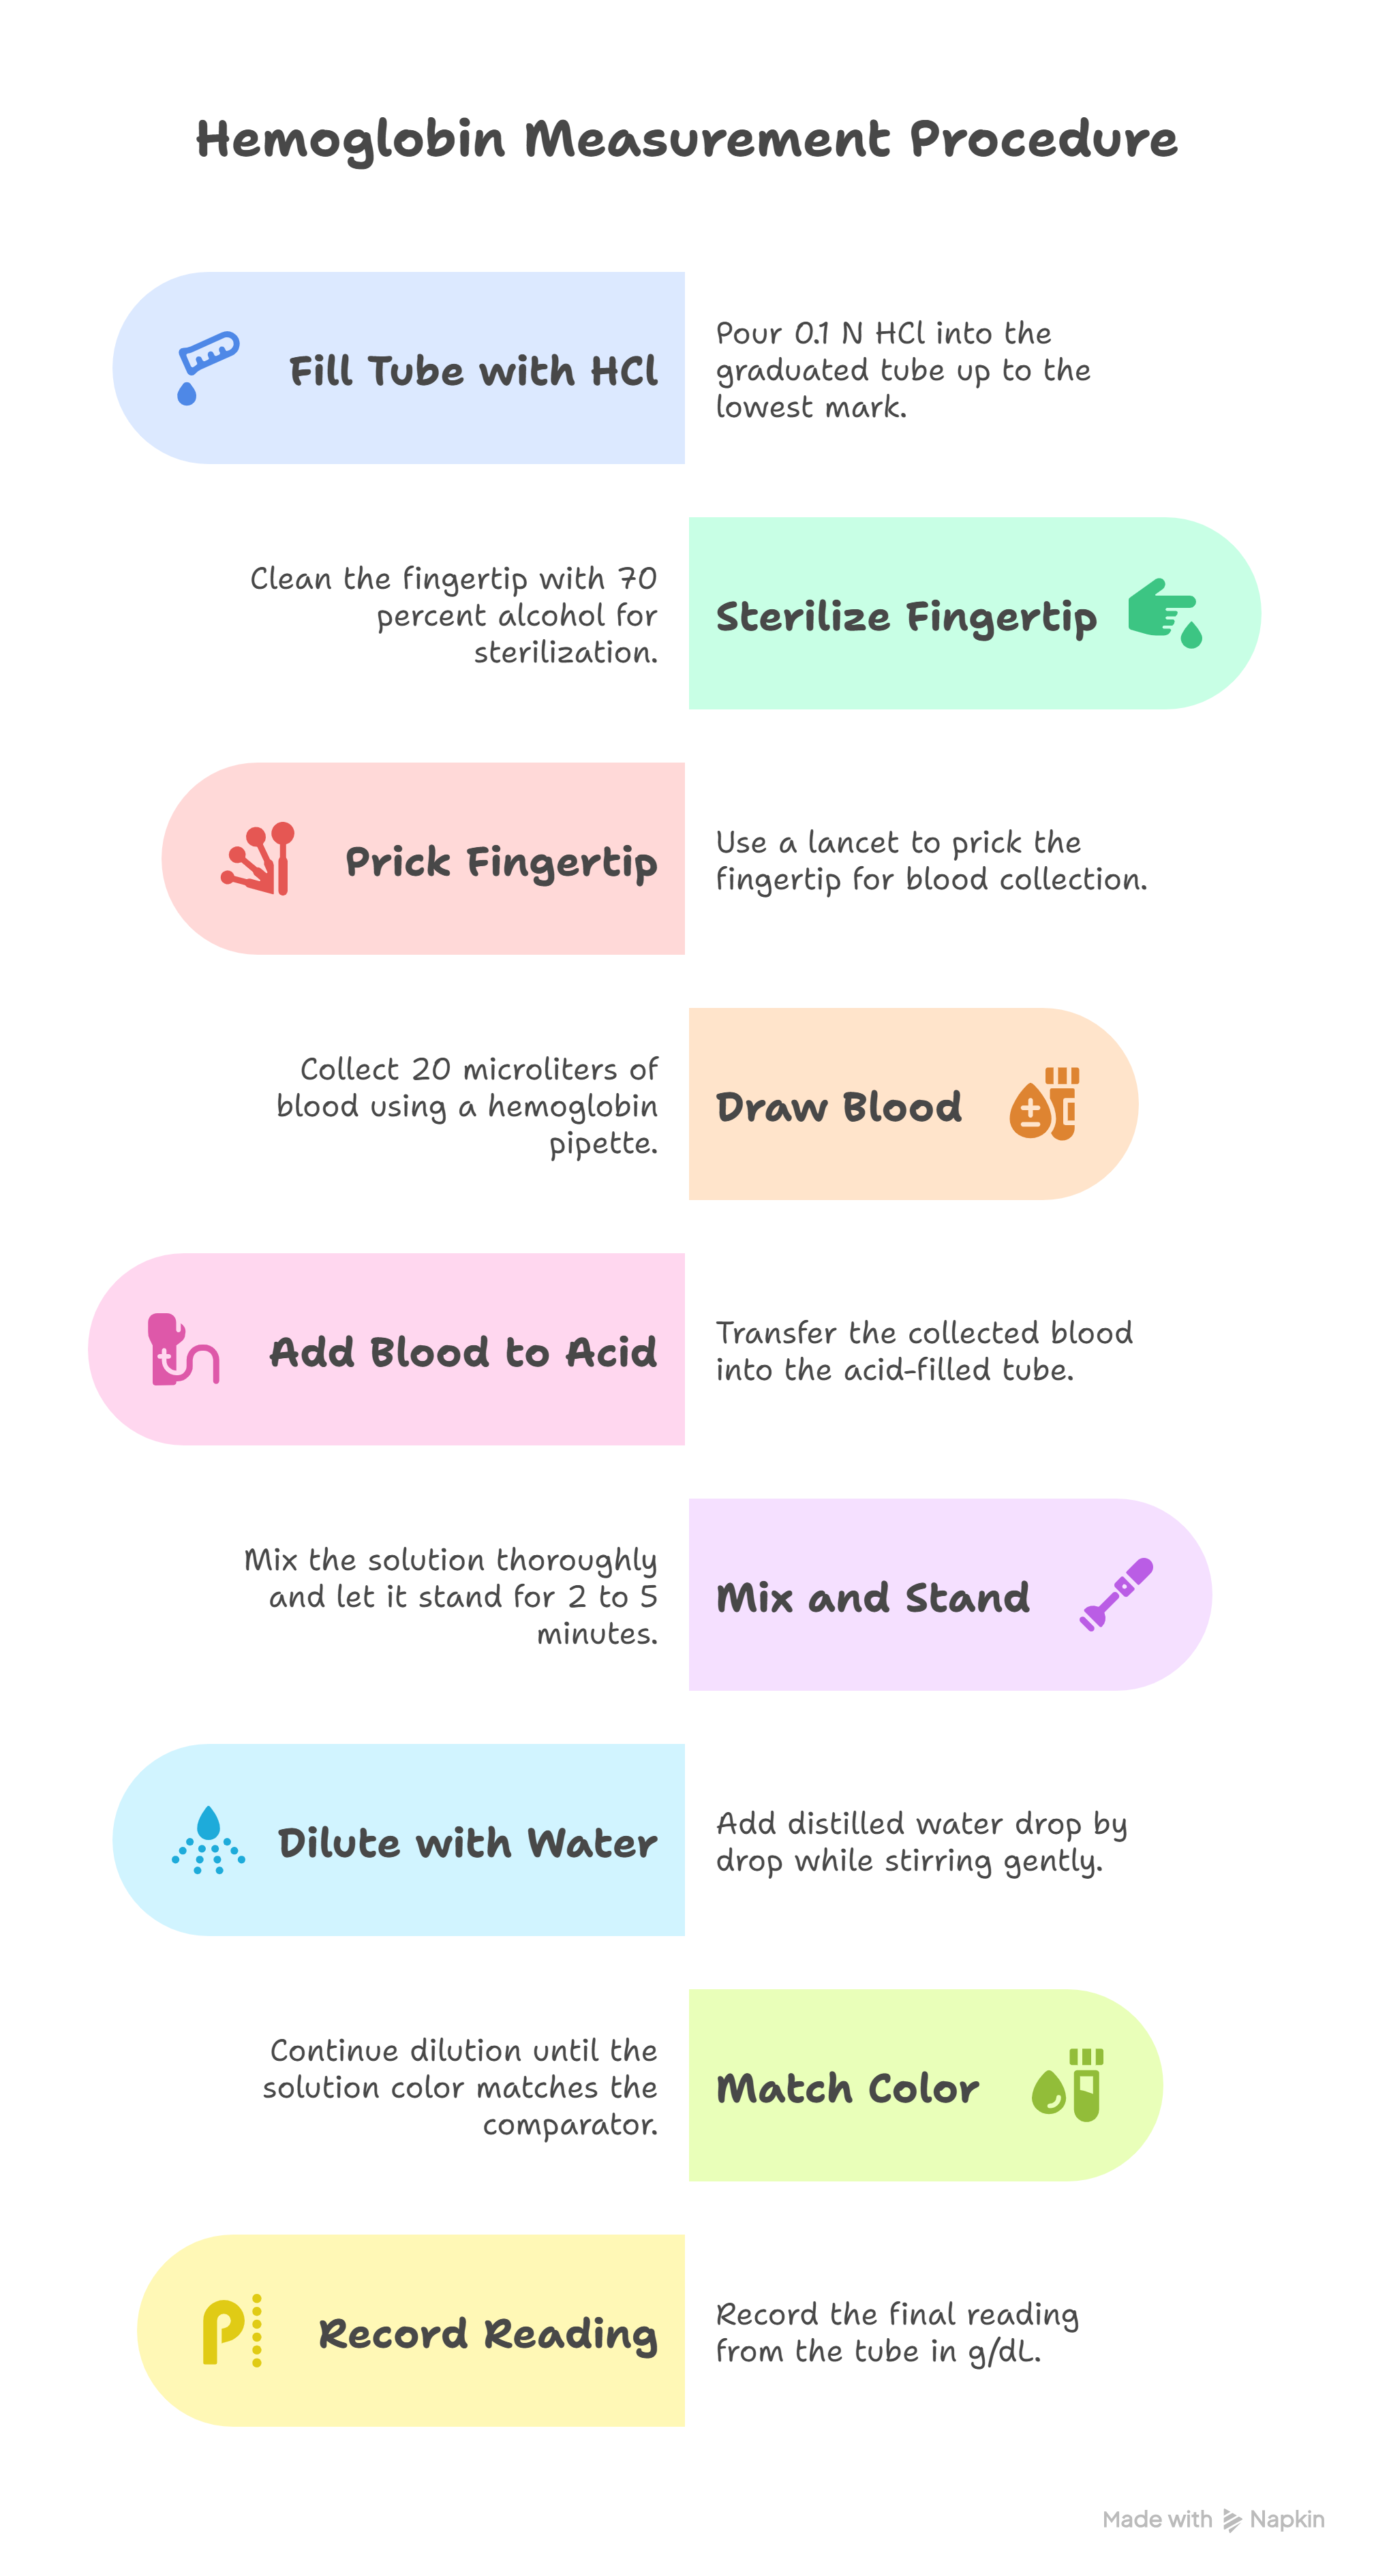 Hemoglobin Measurement Procedure
Fill Tube with HCl
Pour 0.1 N HCl into the
graduated tube up to the
lowest mark.
Clean the fingertip with 70
percent alcohol for
sterilization.
Sterilize Fingertip
Prick Fingertip
Use a lancet to prick the
fingertip for blood collection.
Collect 20 microliters of
blood using a hemoglobin
pipette.
Draw Blood
Add Blood to Acid
Transfer the collected blood
into the acid-filled tube.
Mix the solution thoroughly
and let it stand for 2 to 5
minutes.
Mix and Stand
Dilute with Water
Add distilled water drop by
drop while stirring gently.
Continue dilution until the
solution color matches the
comparator.
Match Color
Record Reading
Record the final reading
from the tube in g/dL.
Made with Napkin